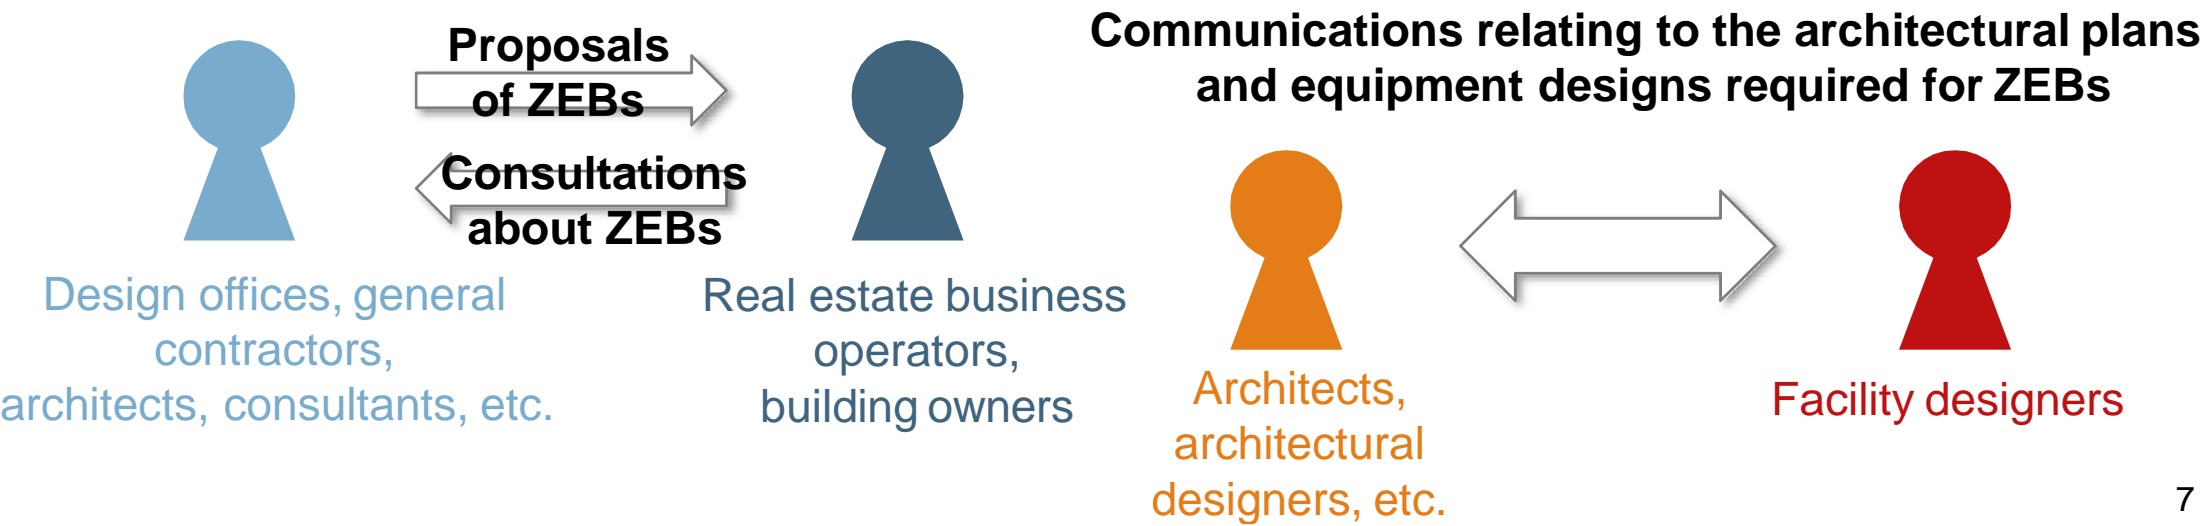 Proposals
of ZEBs
Consultations
about ZEBs
Design offices, general
contractors,
architects, consultants, etc.
Real estate business
operators,
building owners
Communications relating to the architectural plans
and equipment designs required for ZEBs
Architects,
architectural
designers, etc.
Facility designers
7